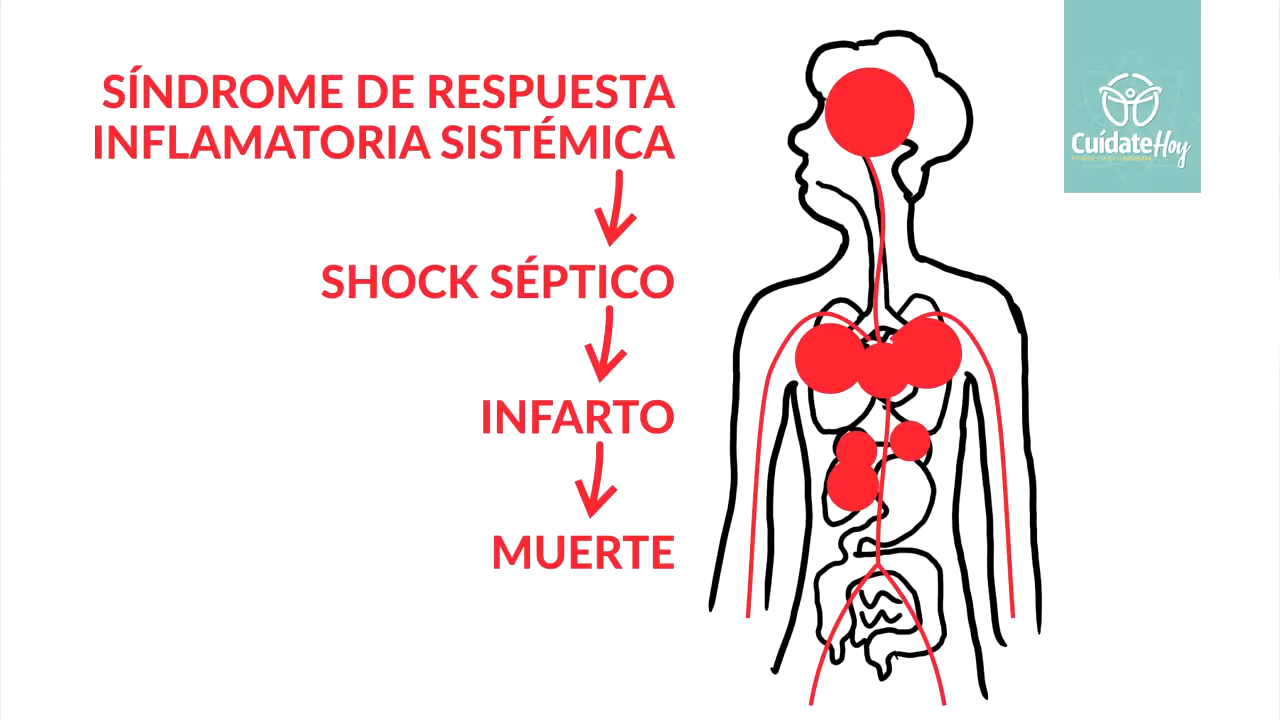 SÍNDROME DE RESPUESTA
INFLAMATORIA SISTÉMICA
SHOCK SÉPTICO
INFARTO
MUERTE
CuídateHoy